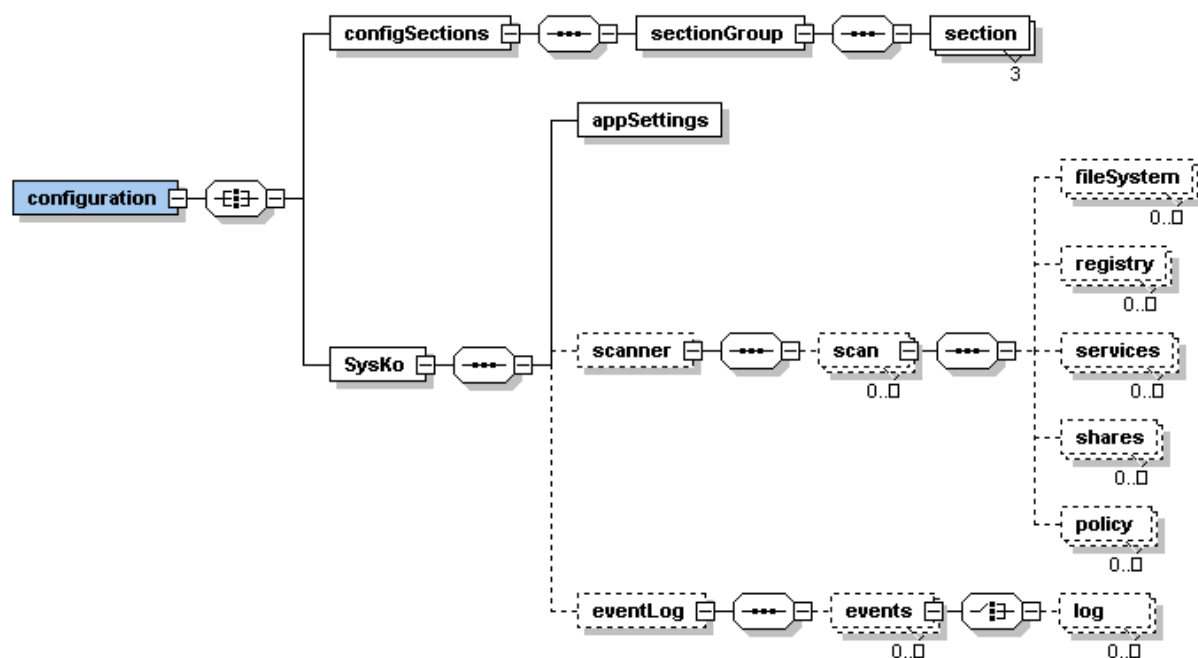 configSections
sectionGroup
section
3
appSettings
configuration
fileSystem
0..□
registry
0..□
SysKo
scanner
scan
0..□
services
0..□
shares
0..□
policy
0..□
eventLog
events
0..□
log
0..□